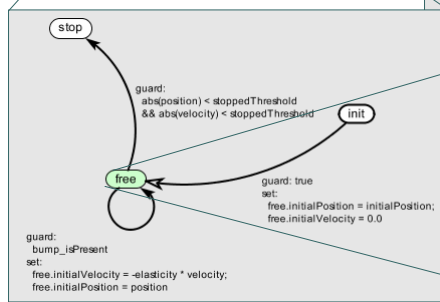 stop
guard:
abs(position) < stoppedThreshold
&& abs(velocity) < stoppedThreshold
init
free
guard: true
set:
free.initialPosition = initialPosition;
free.initialVelocity = 0.0
guard:
bump_isPresent
set:
free.initialVelocity = -elasticity * velocity;
free.initialPosition = position